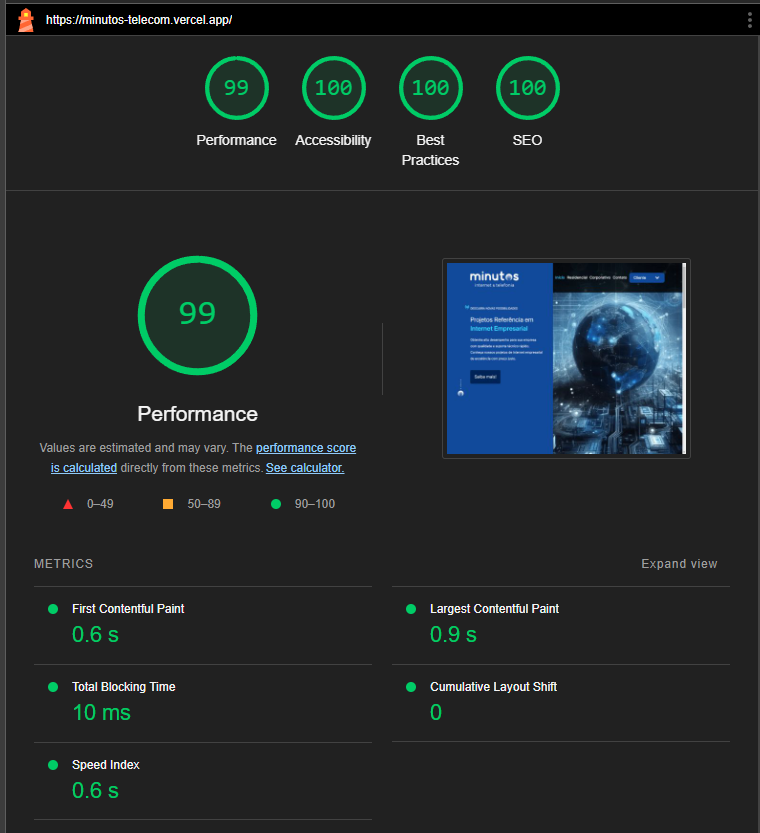 https://minutos-telecom.vercel.app/
99
100
100
100
Performance
Accessibility
Best
Practices
SEO
99
Performance
Values are estimated and may vary. The performance score
is calculated directly from these metrics. See calculator.
0–49
50–89
90–100
minutos
internet e telefonia
Início Residencial Corporativo Contato Cliente
Projetos Referência em
Internet Empresarial
Saiba mais!
METRICS
Expand view
First Contentful Paint
0.6 s
Largest Contentful Paint
0.9 s
Total Blocking Time
10 ms
Cumulative Layout Shift
0
Speed Index
0.6 s